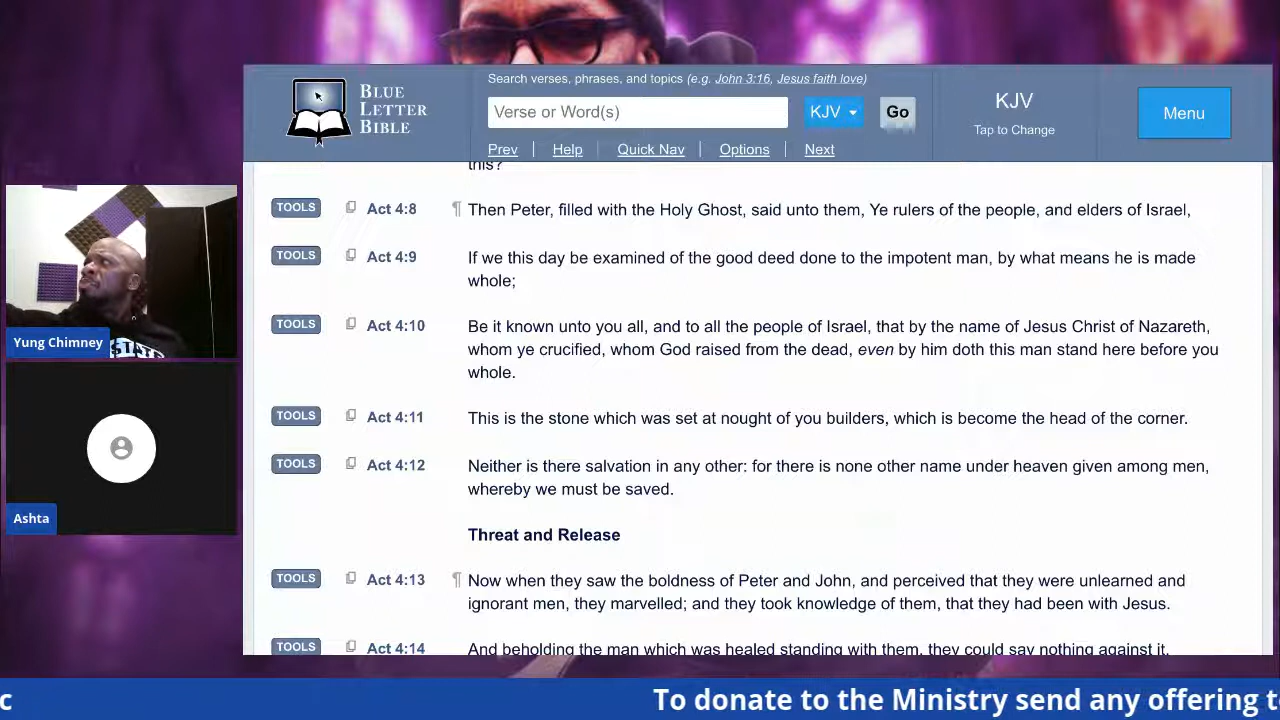 Search verses, phrases, and topics (e.g. John 3:16, Jesus faith love)
BLUE
LETTER
BIBLE
Verse or Word(s)
KJV
Go
KJV
Tap to Change
Menu
Prev
Help
Quick Nav
Options
Next
this?
TOOLS Act 4:8 ¶ Then Peter, filled with the Holy Ghost, said unto them, Ye rulers of the people, and elders of Israel,
TOOLS Act 4:9 If we this day be examined of the good deed done to the impotent man, by what means he is made
whole;
TOOLS Act 4:10 Be it known unto you all, and to all the people of Israel, that by the name of Jesus Christ of Nazareth,
whom ye crucified, whom God raised from the dead, even by him doth this man stand here before you
whole.
TOOLS Act 4:11 This is the stone which was set at nought of you builders, which is become the head of the corner.
TOOLS Act 4:12 Neither is there salvation in any other: for there is none other name under heaven given among men,
whereby we must be saved.
Threat and Release
TOOLS Act 4:13 ¶ Now when they saw the boldness of Peter and John, and perceived that they were unlearned and
ignorant men, they marvelled; and they took knowledge of them, that they had been with Jesus.
TOOLS Act 4:14 And beholding the man which was healed standing with them, they could say nothing against it.
Yung Chimney
Ashta
c
To donate to the Ministry send any offering t